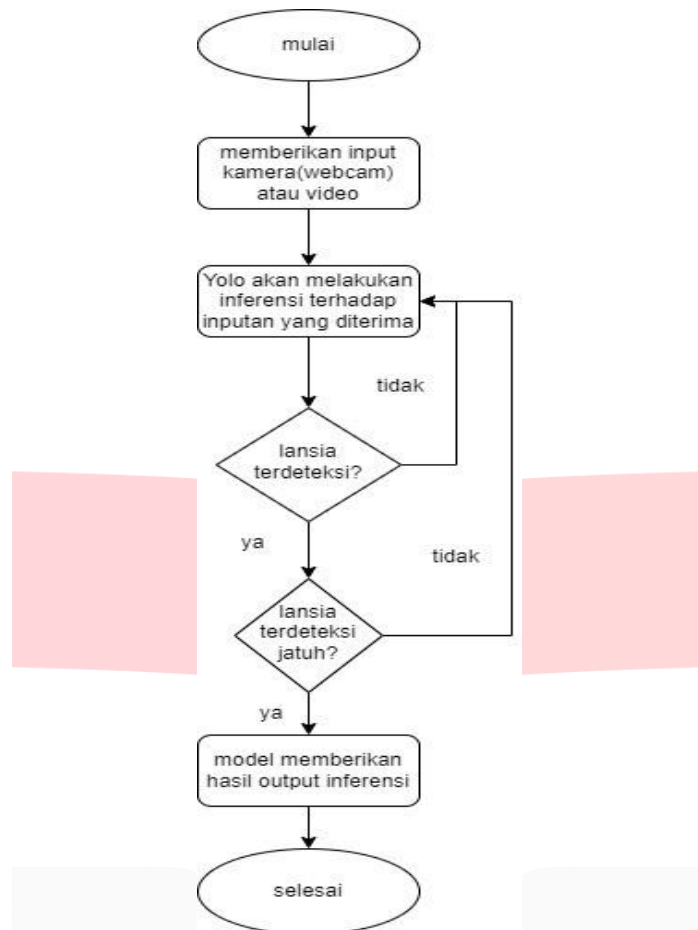 mulai
memberikan input
kamera(webcam)
atau video
Yolo akan melakukan
inferensi terhadap
inputan yang diterima
tidak
lansia
terdeteksi?
ya
tidak
lansia
terdeteksi
jatuh?
ya
model memberikan
hasil output inferensi
selesai